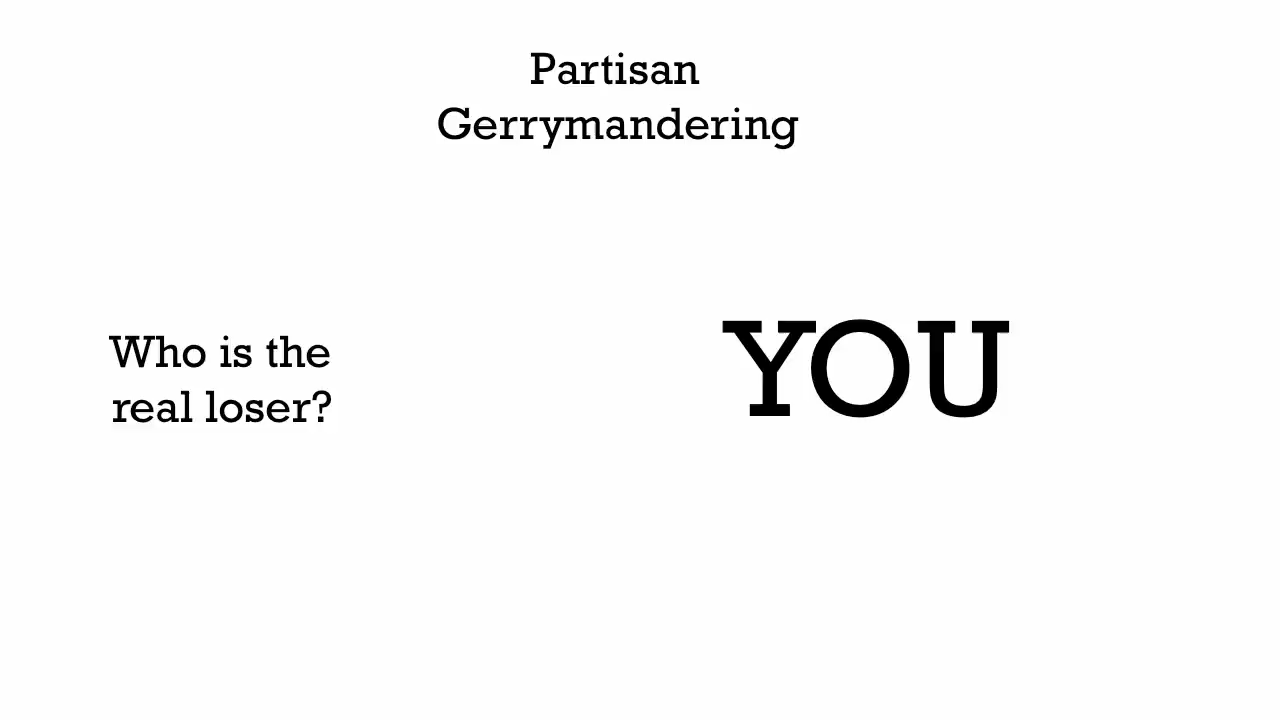 Partisan
Gerrymandering
Who is the
real loser?
YOU